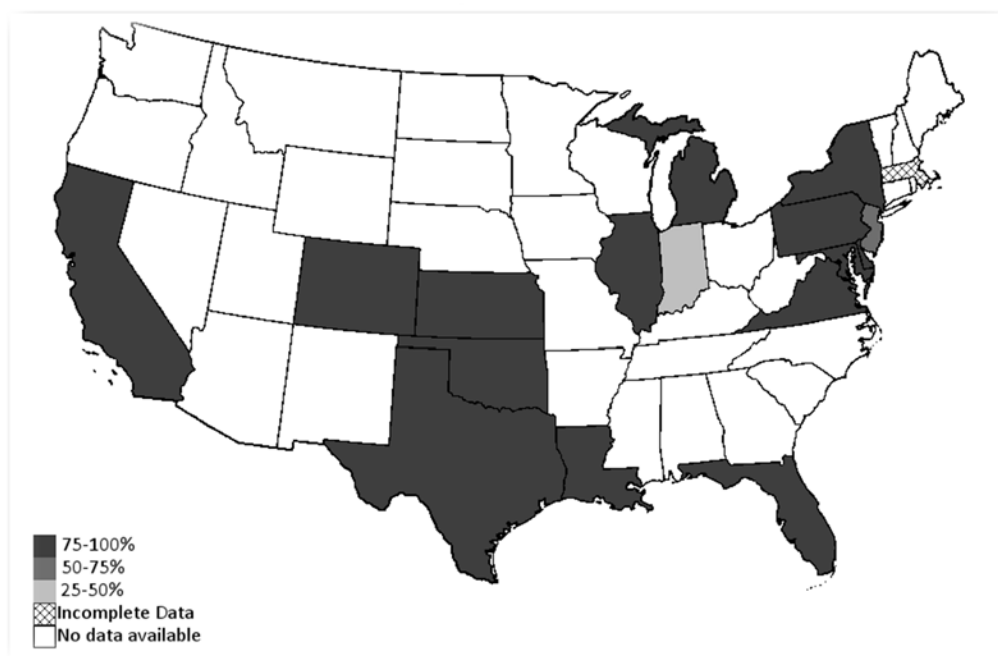 75-100%
50-75%
25-50%
Incomplete Data
No data available